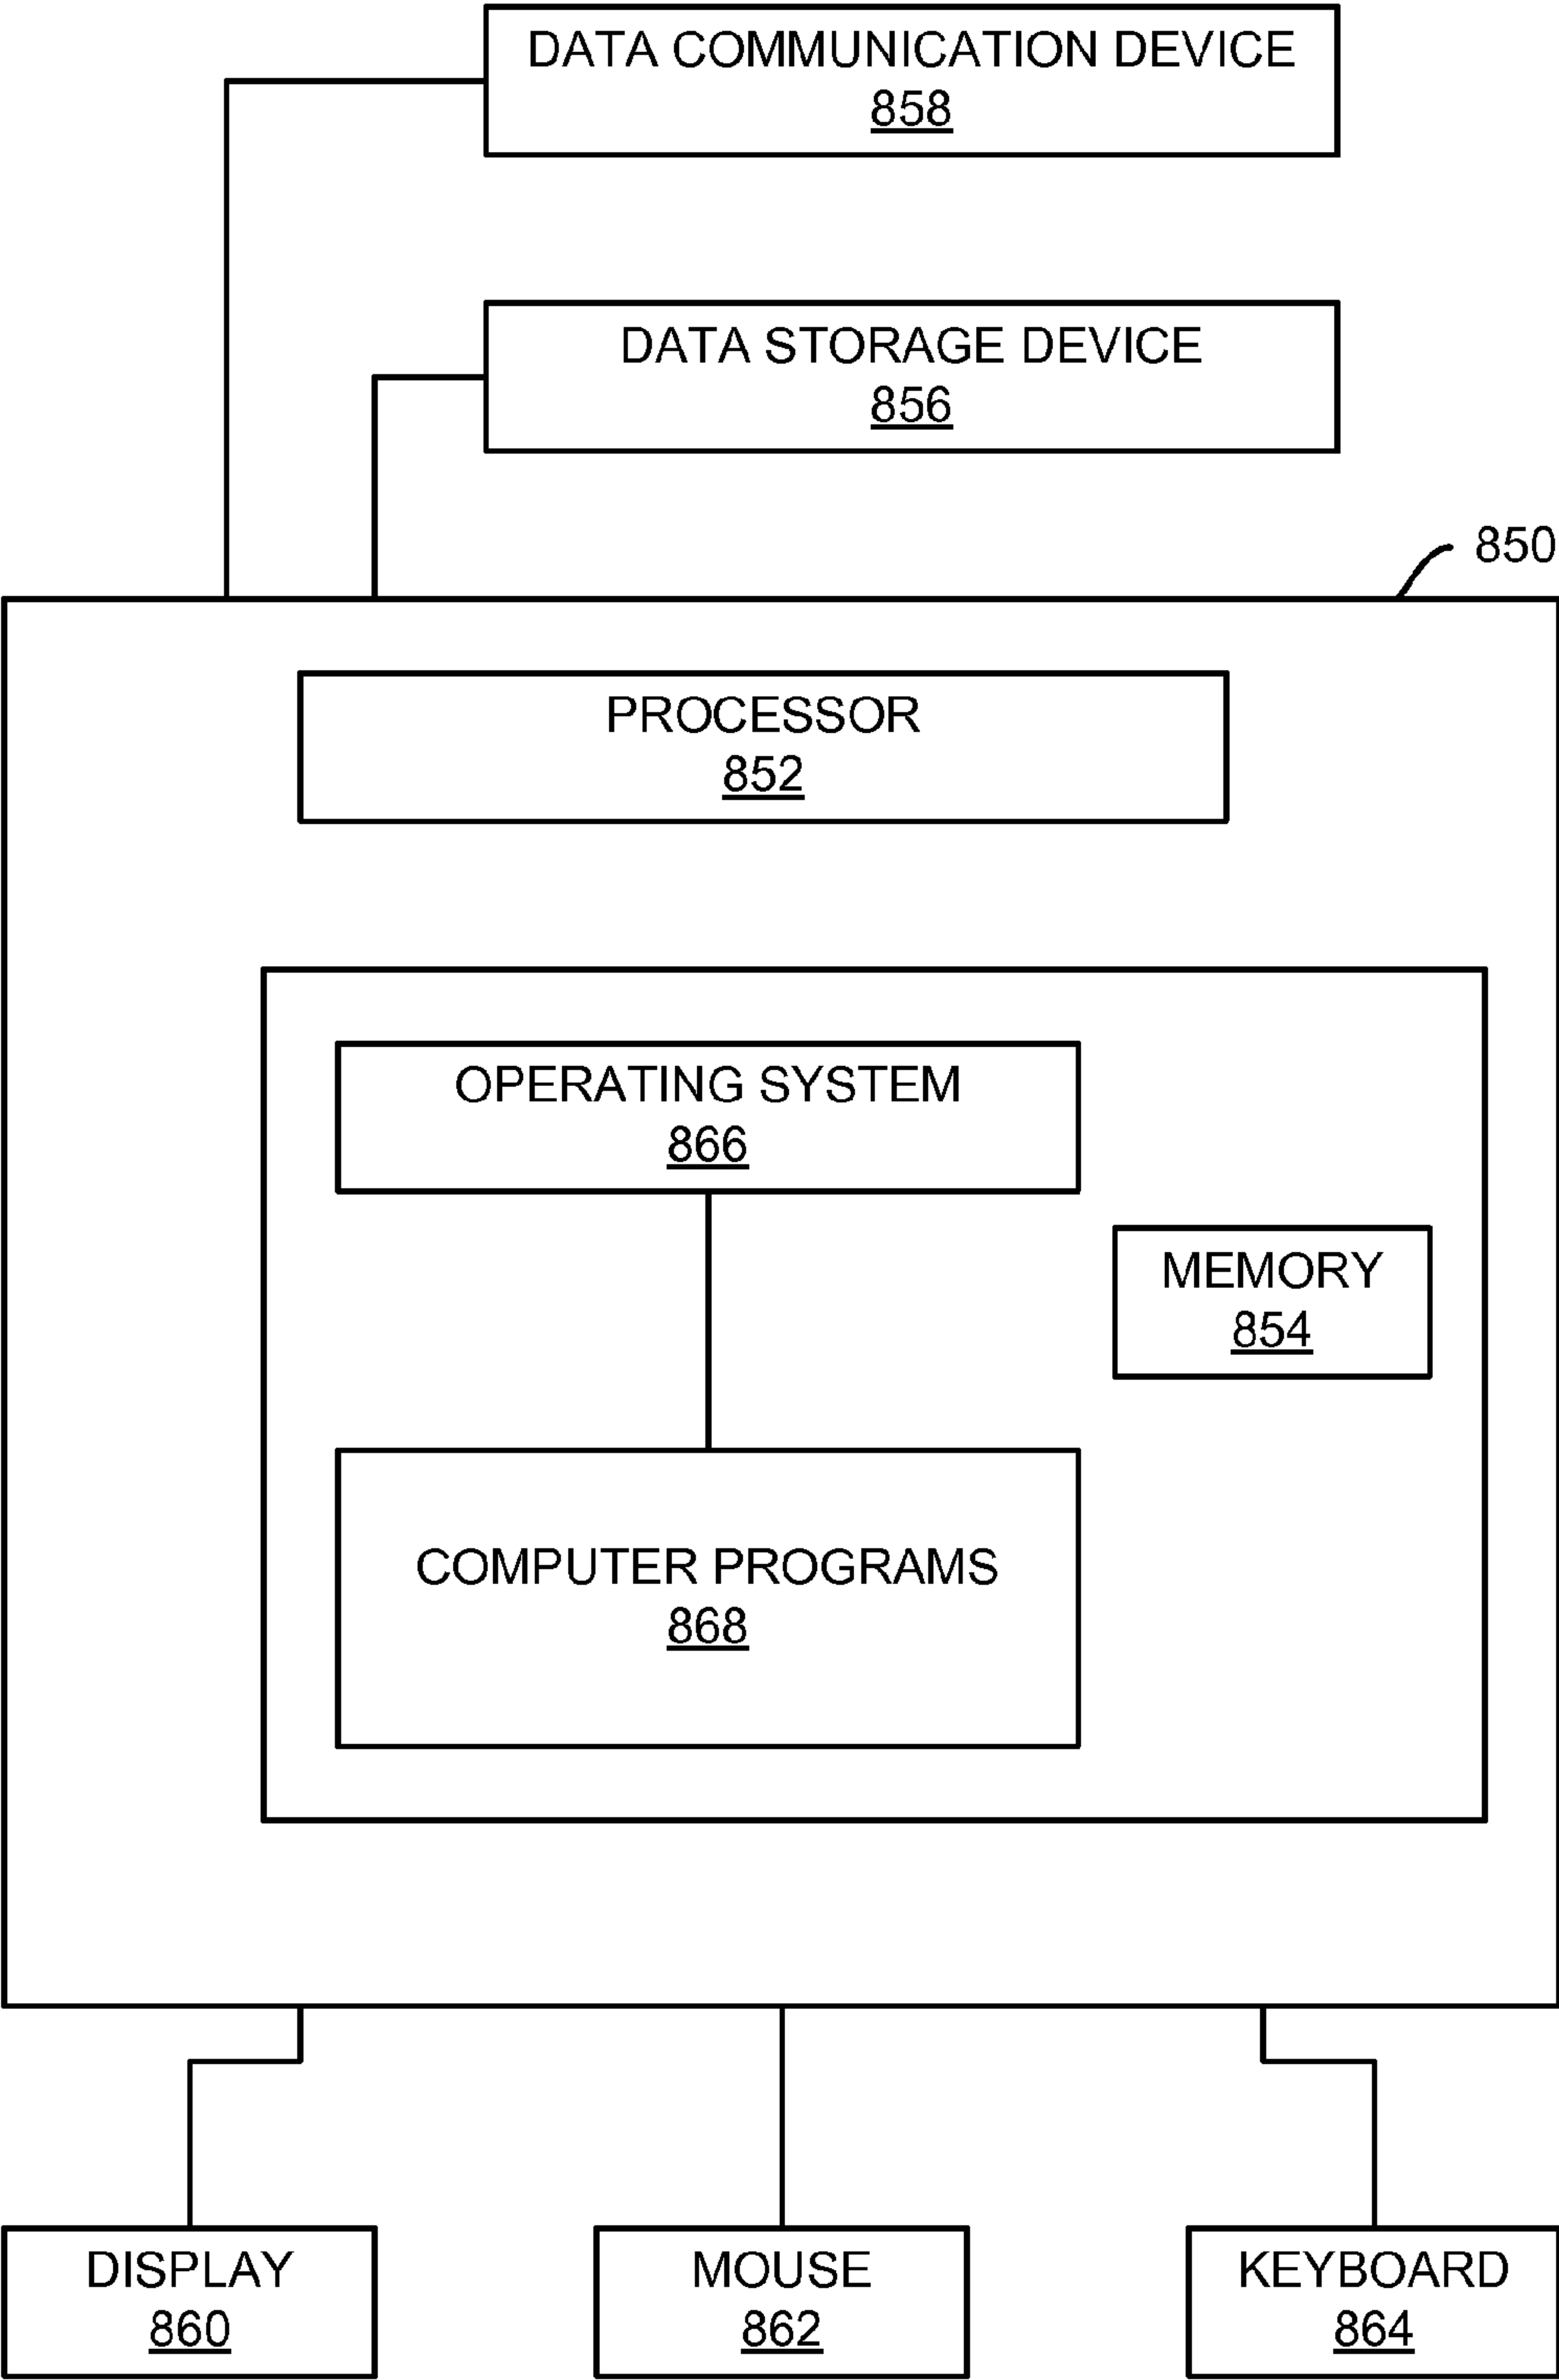 DATA COMMUNICATION DEVICE
858
DATA STORAGE DEVICE
856
850
PROCESSOR
852
OPERATING SYSTEM
866
MEMORY
854
COMPUTER PROGRAMS
868
DISPLAY
860
MOUSE
862
KEYBOARD
864